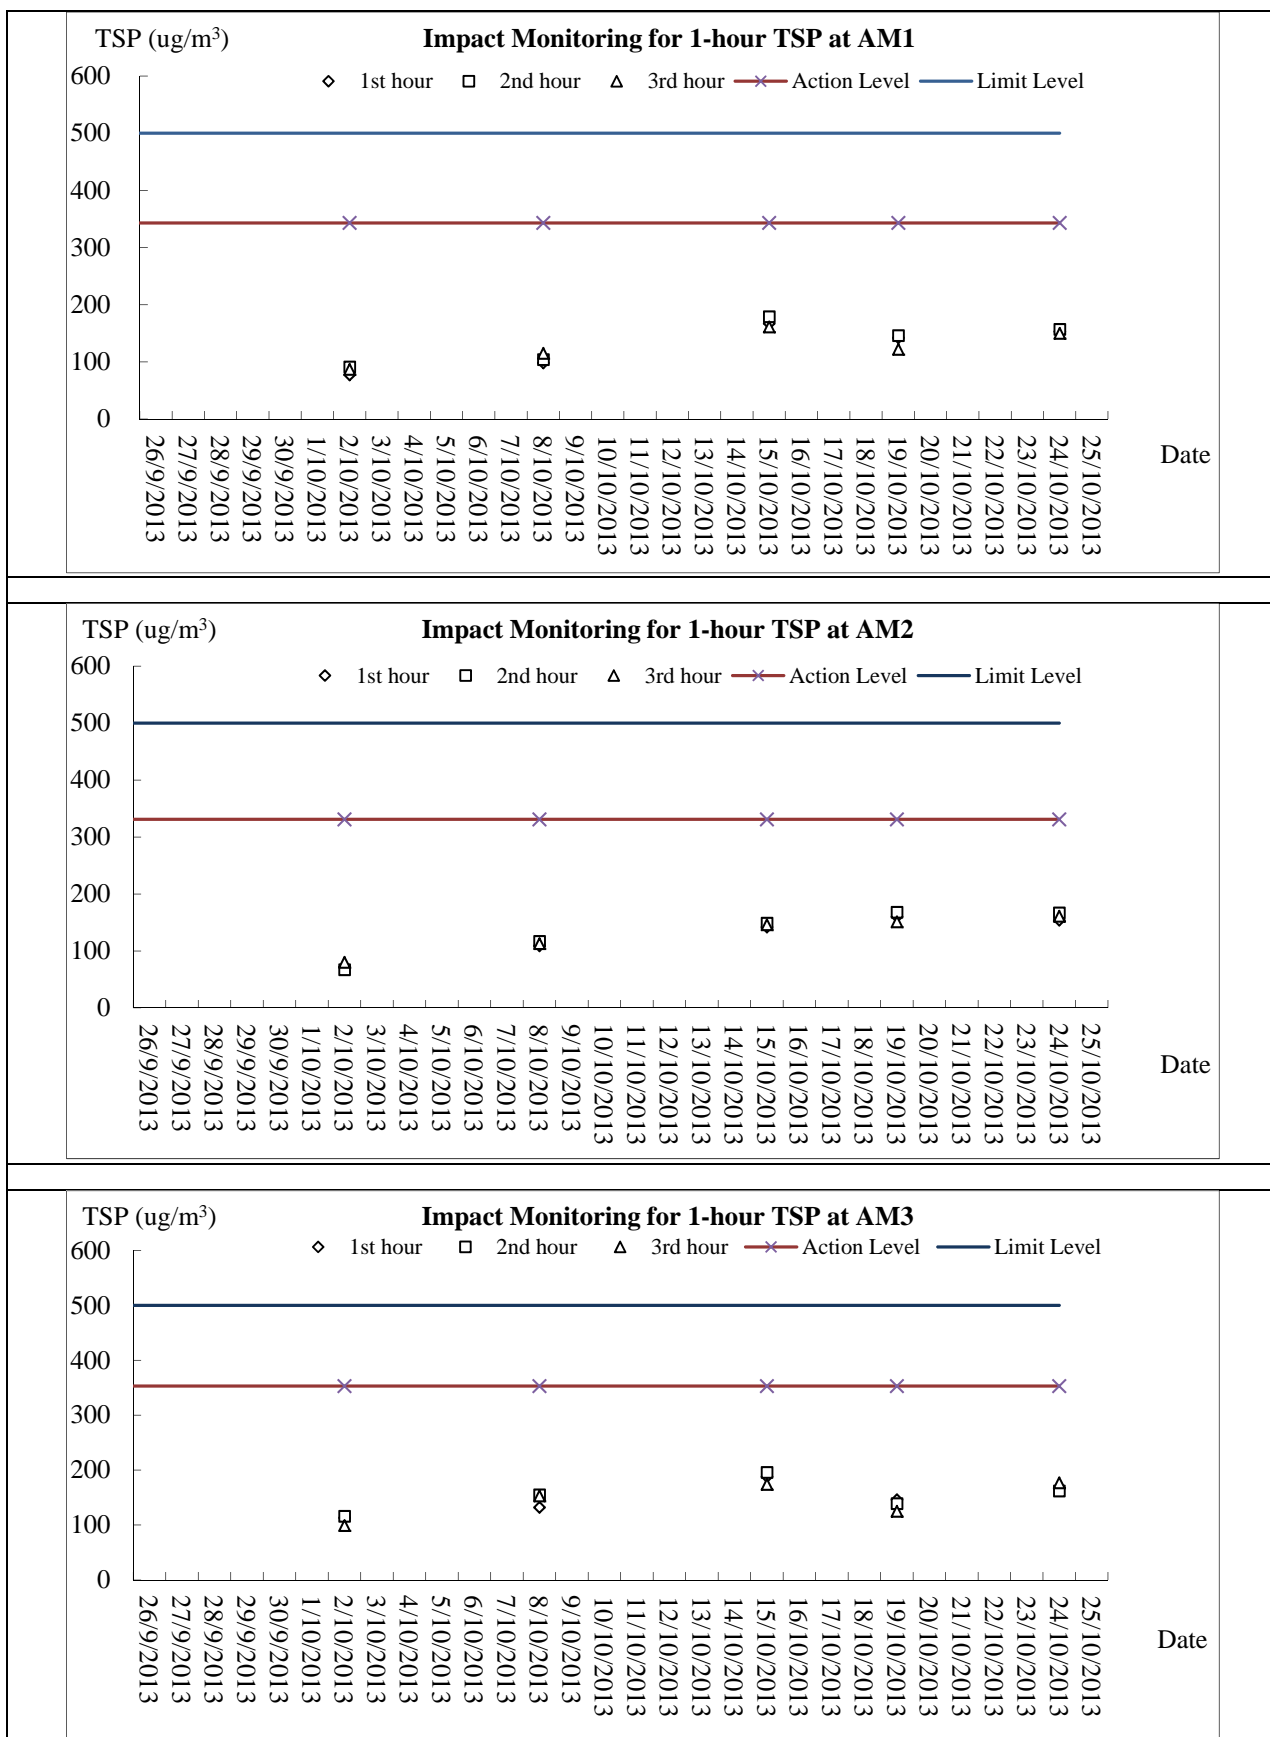 TSP (ug/m³) Impact Monitoring for 1-hour TSP at AM1
1st hour 2nd hour 3rd hour Action Level Limit Level
600
500
400
300
200
100
0
26/9/2013 27/9/2013 28/9/2013 29/9/2013 30/9/2013 1/10/2013 2/10/2013 3/10/2013 4/10/2013 5/10/2013 6/10/2013 7/10/2013 8/10/2013 9/10/2013 10/10/2013 11/10/2013 12/10/2013 13/10/2013 14/10/2013 15/10/2013 16/10/2013 17/10/2013 18/10/2013 19/10/2013 20/10/2013 21/10/2013 22/10/2013 23/10/2013 24/10/2013 25/10/2013
Date
TSP (ug/m³) Impact Monitoring for 1-hour TSP at AM2
1st hour 2nd hour 3rd hour Action Level Limit Level
600
500
400
300
200
100
0
26/9/2013 27/9/2013 28/9/2013 29/9/2013 30/9/2013 1/10/2013 2/10/2013 3/10/2013 4/10/2013 5/10/2013 6/10/2013 7/10/2013 8/10/2013 9/10/2013 10/10/2013 11/10/2013 12/10/2013 13/10/2013 14/10/2013 15/10/2013 16/10/2013 17/10/2013 18/10/2013 19/10/2013 20/10/2013 21/10/2013 22/10/2013 23/10/2013 24/10/2013 25/10/2013
Date
TSP (ug/m³) Impact Monitoring for 1-hour TSP at AM3
1st hour 2nd hour 3rd hour Action Level Limit Level
600
500
400
300
200
100
0
26/9/2013 27/9/2013 28/9/2013 29/9/2013 30/9/2013 1/10/2013 2/10/2013 3/10/2013 4/10/2013 5/10/2013 6/10/2013 7/10/2013 8/10/2013 9/10/2013 10/10/2013 11/10/2013 12/10/2013 13/10/2013 14/10/2013 15/10/2013 16/10/2013 17/10/2013 18/10/2013 19/10/2013 20/10/2013 21/10/2013 22/10/2013 23/10/2013 24/10/2013 25/10/2013
Date